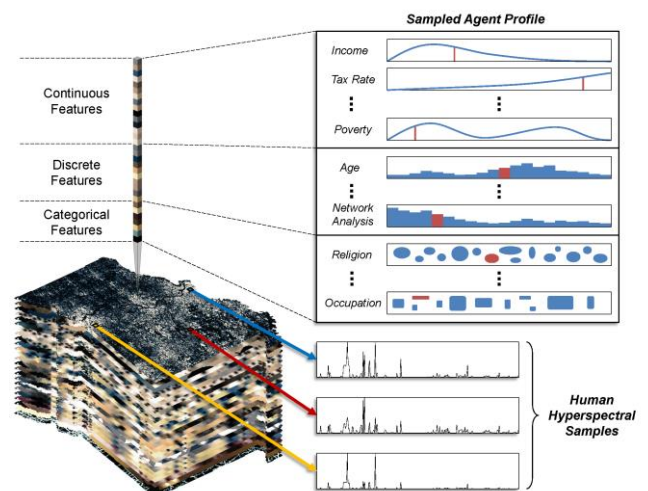 Sampled Agent Profile
Continuous
Features
Discrete
Features
Categorical
Features
Income
Tax Rate
Poverty
Age
Network
Analysis
Religion
Occupation
Human
Hyperspectral
Samples